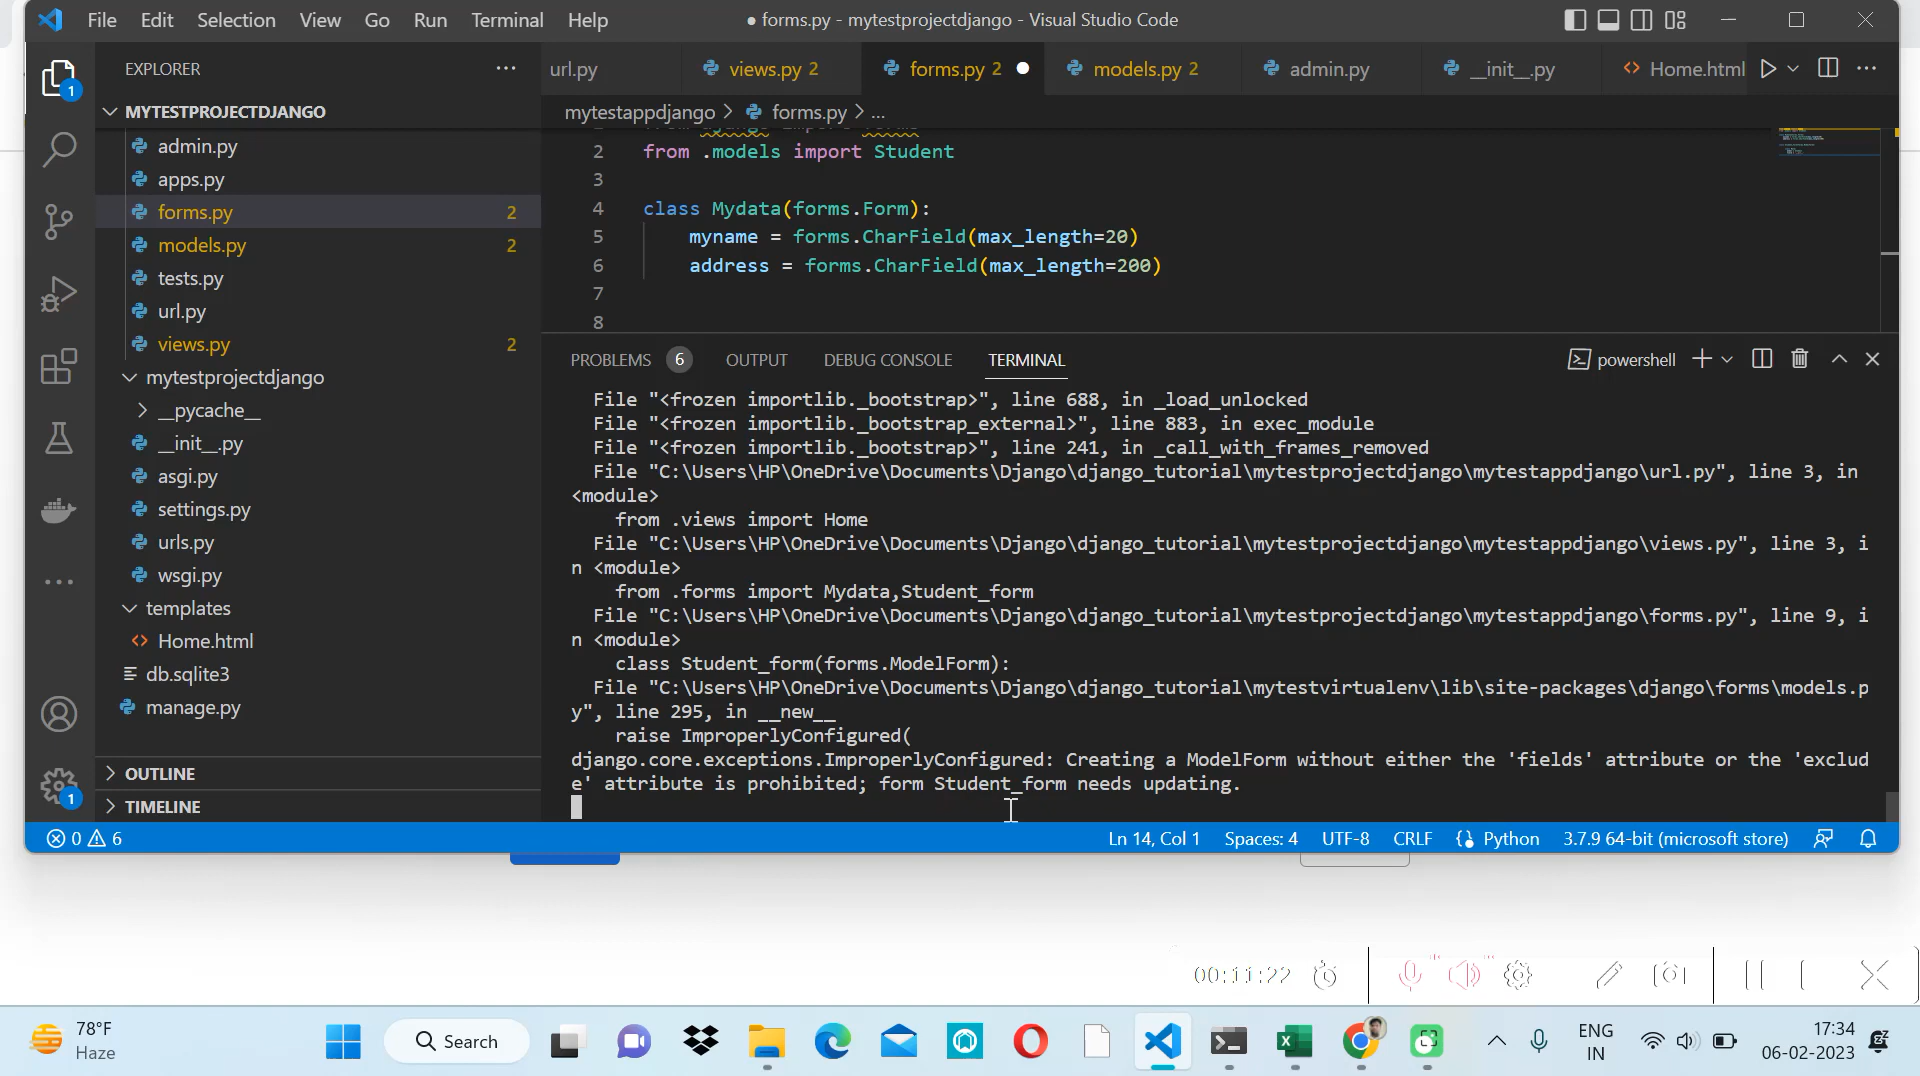 File Edit Selection View Go Run Terminal Help
● forms.py - mytestprojectdjango - Visual Studio Code
EXPLORER
url.py views.py 2 forms.py 2 models.py 2 admin.py __init__.py Home.html
MYTESTPROJECTDJANGO
mytestappdjango > forms.py > ...
admin.py
apps.py
forms.py 2
models.py 2
tests.py
url.py
views.py 2
mytestprojectdjango
__pycache__
__init__.py
asgi.py
settings.py
urls.py
wsgi.py
templates
Home.html
db.sqlite3
manage.py
OUTLINE
TIMELINE
1
1
from django import forms
2 from .models import Student
3
4 class Mydata(forms.Form):
5 myname = forms.CharField(max_length=20)
6 address = forms.CharField(max_length=200)
7
8
PROBLEMS 6 OUTPUT DEBUG CONSOLE TERMINAL powershell
File "<frozen importlib._bootstrap>", line 688, in _load_unlocked
File "<frozen importlib._bootstrap_external>", line 883, in exec_module
File "<frozen importlib._bootstrap>", line 241, in _call_with_frames_removed
File "C:\Users\HP\OneDrive\Documents\Django\django_tutorial\mytestprojectdjango\mytestappdjango\url.py", line 3, in
<module>
from .views import Home
File "C:\Users\HP\OneDrive\Documents\Django\django_tutorial\mytestprojectdjango\mytestappdjango\views.py", line 3, i
n <module>
from .forms import Mydata,Student_form
File "C:\Users\HP\OneDrive\Documents\Django\django_tutorial\mytestprojectdjango\mytestappdjango\forms.py", line 9, i
n <module>
class Student_form(forms.ModelForm):
File "C:\Users\HP\OneDrive\Documents\Django\django_tutorial\mytestvirtualenv\lib\site-packages\django\forms\models.p
y", line 295, in __new__
raise ImproperlyConfigured(
django.core.exceptions.ImproperlyConfigured: Creating a ModelForm without either the 'fields' attribute or the 'exclud
e' attribute is prohibited; form Student_form needs updating.
0 6 Ln 14, Col 1 Spaces: 4 UTF-8 CRLF Python 3.7.9 64-bit (microsoft store)
00:11:22
78°F
Haze
Search
ENG
IN
17:34
06-02-2023